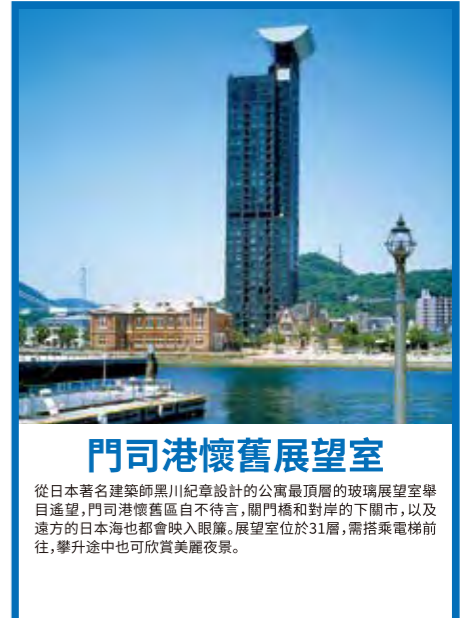 門司港懷舊展望室
從日本著名建築師黑川紀章設計的公寓最頂層的玻璃展望室舉
目遙望,門司港懷舊區自不待言,關門橋和對岸的下關市,以及
遠方的日本海也都會映入眼簾。展望室位於31層,需搭乘電梯前
往,攀升途中也可欣賞美麗夜景。